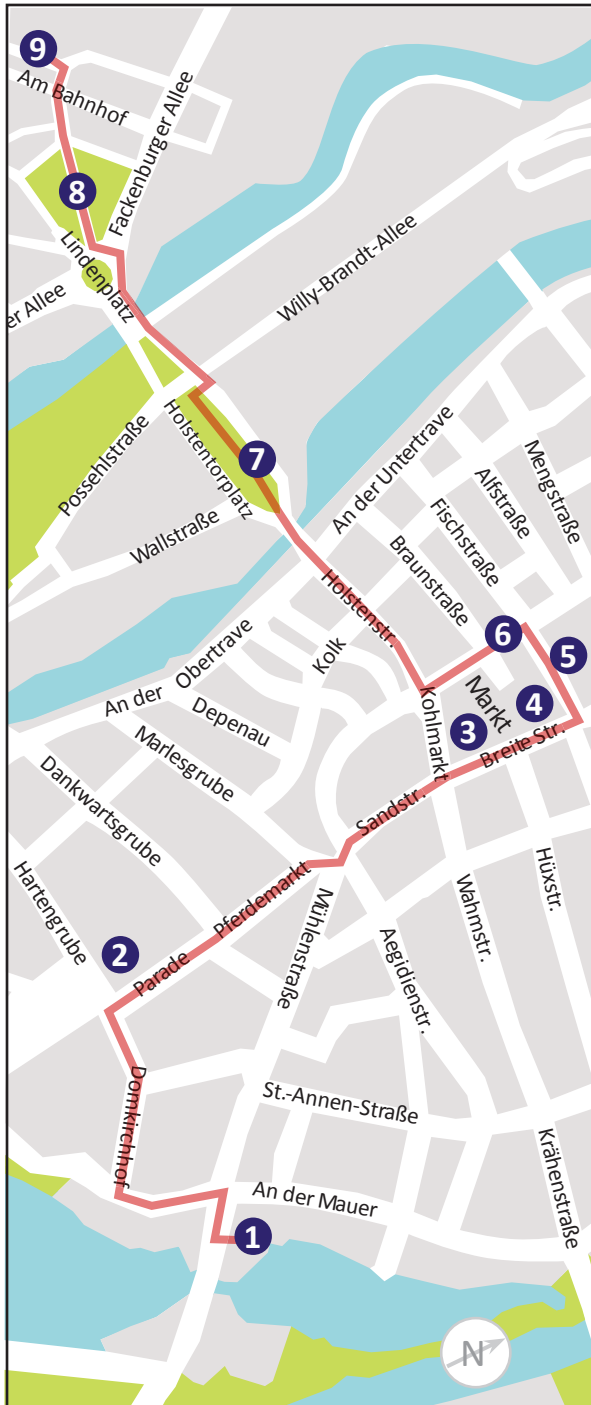 9
Am Bahnhof
Fackenburger Allee
8
Lindenplatz
er Allee
Willy-Brandt-Allee
Possehlstraße
Holstentorplatz
7
Wallstraße
An der Untertrave
Mengstraße
Alfstraße
Fischstraße
Braunstraße
Holstenstr.
6
5
Kolk
An der Obertrave
Depenau
Marlesgrube
Kohlmarkt
Markt
4
3
Breite Str.
Sandstr.
Dankwartsgrube
Hartengrube
Pferdemarkt
2
Parade
Mühlenstraße
Aegidienstr.
Wahmstr.
Hüxstr.
Domkirchhof
St.-Annen-Straße
Krähenstraße
An der Mauer
1
N